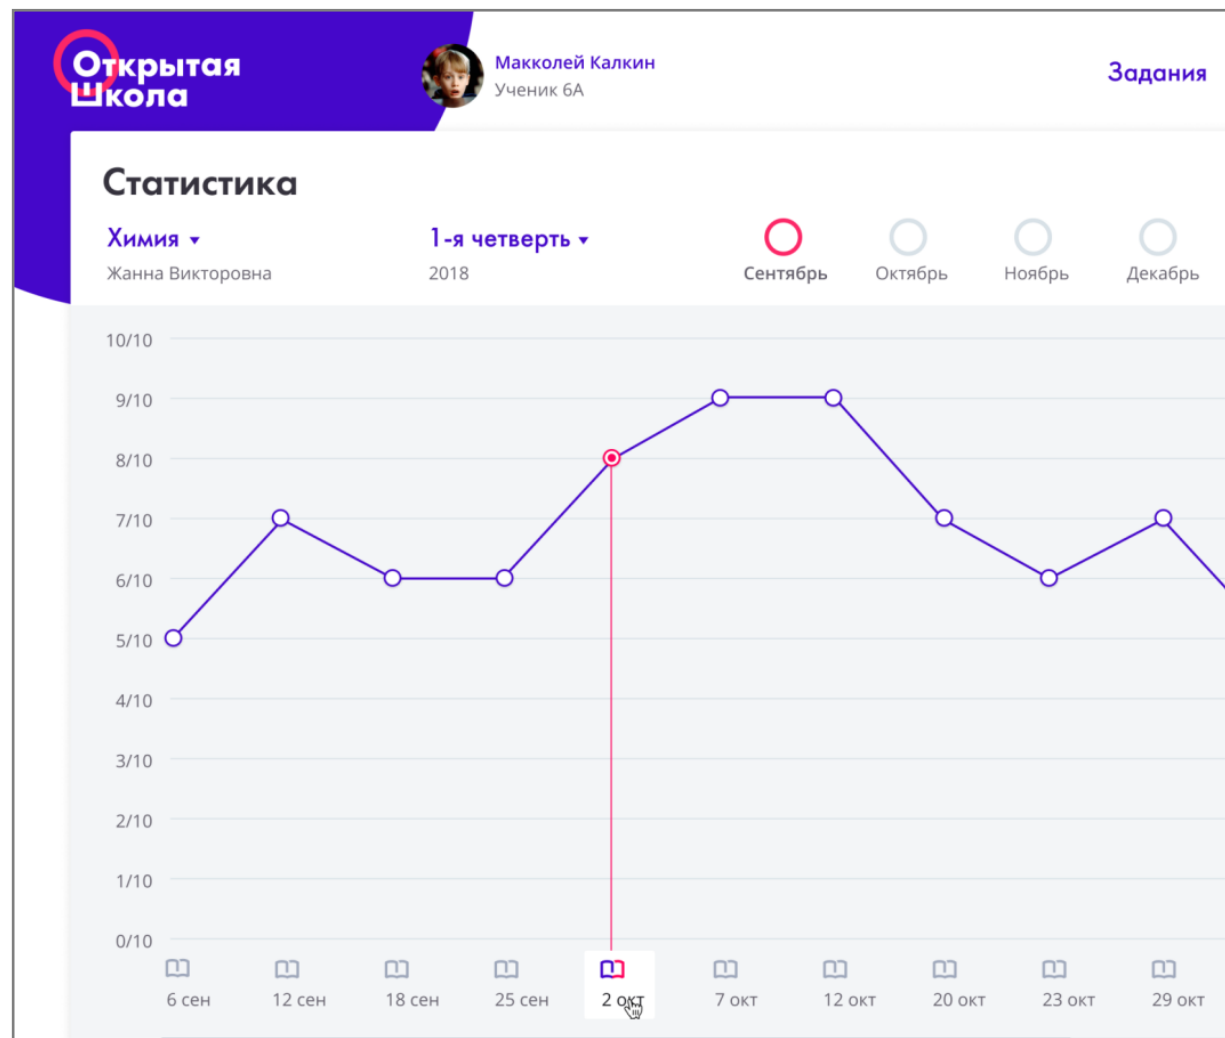 Открытая
Школа
Макколей Калкин
Ученик 6А
Задания
Статистика
Химия
1-я четверть
Жанна Викторовна
2018
Сентябрь
Октябрь
Ноябрь
Декабрь
10/10
9/10
8/10
7/10
6/10
5/10
4/10
3/10
2/10
1/10
0/10
6 сен
12 сен
18 сен
25 сен
2 окт
7 окт
12 окт
20 окт
23 окт
29 окт